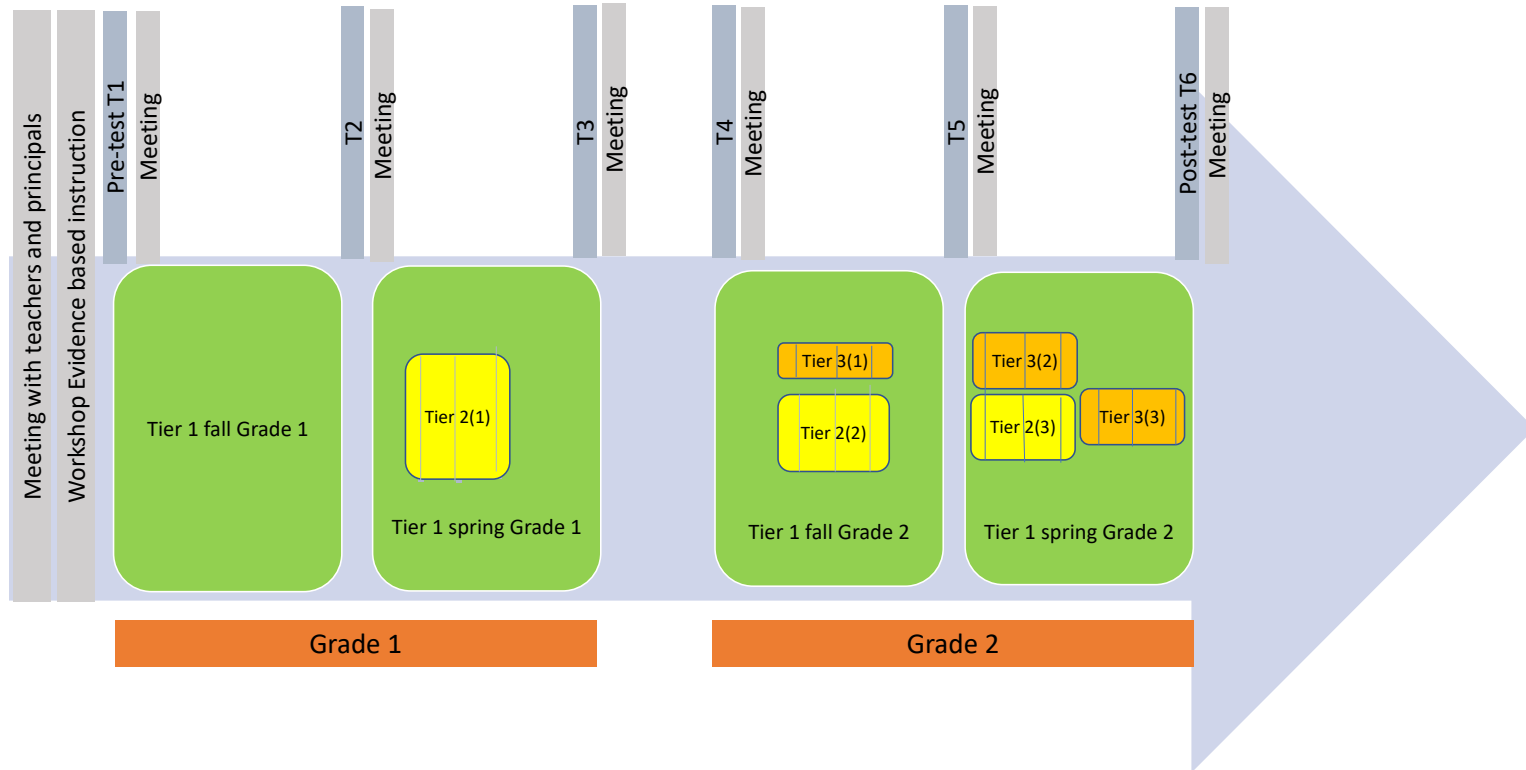 Meeting with teachers and principals
Workshop Evidence based instruction
Pre-test T1
Meeting
T2
Meeting
T3
Meeting
T4
Meeting
T5
Meeting
Post-test T6
Meeting
Tier 1 fall Grade 1
Tier 2(1)
Tier 1 spring Grade 1
Tier 3(1)
Tier 2(2)
Tier 1 fall Grade 2
Tier 3(2)
Tier 2(3)
Tier 3(3)
Tier 1 spring Grade 2
Grade 1
Grade 2